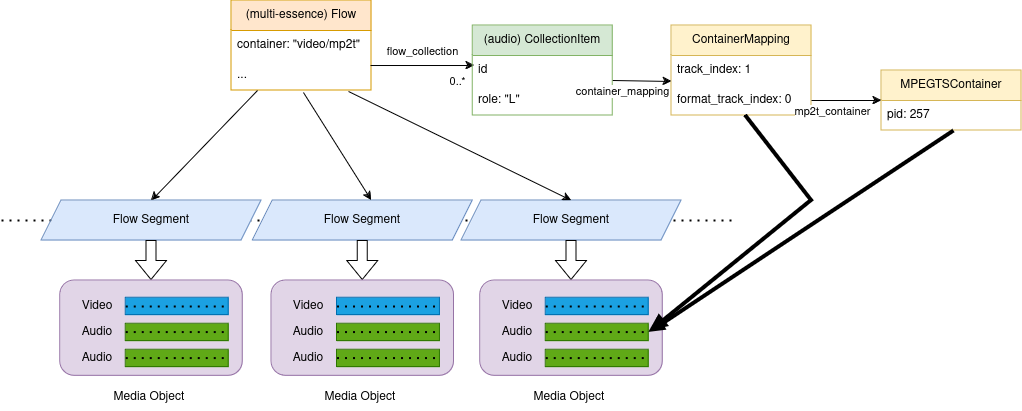 (multi-essence) Flow
container: "video/mp2t"
...
flow_collection
0..*
(audio) CollectionItem
id
role: "L"
container_mapping
ContainerMapping
track_index: 1
format_track_index: 0
mp2t_container
MPEGTSContainer
pid: 257
Flow Segment
Flow Segment
Flow Segment
Video
Audio
Audio
Media Object
Video
Audio
Audio
Media Object
Video
Audio
Audio
Media Object